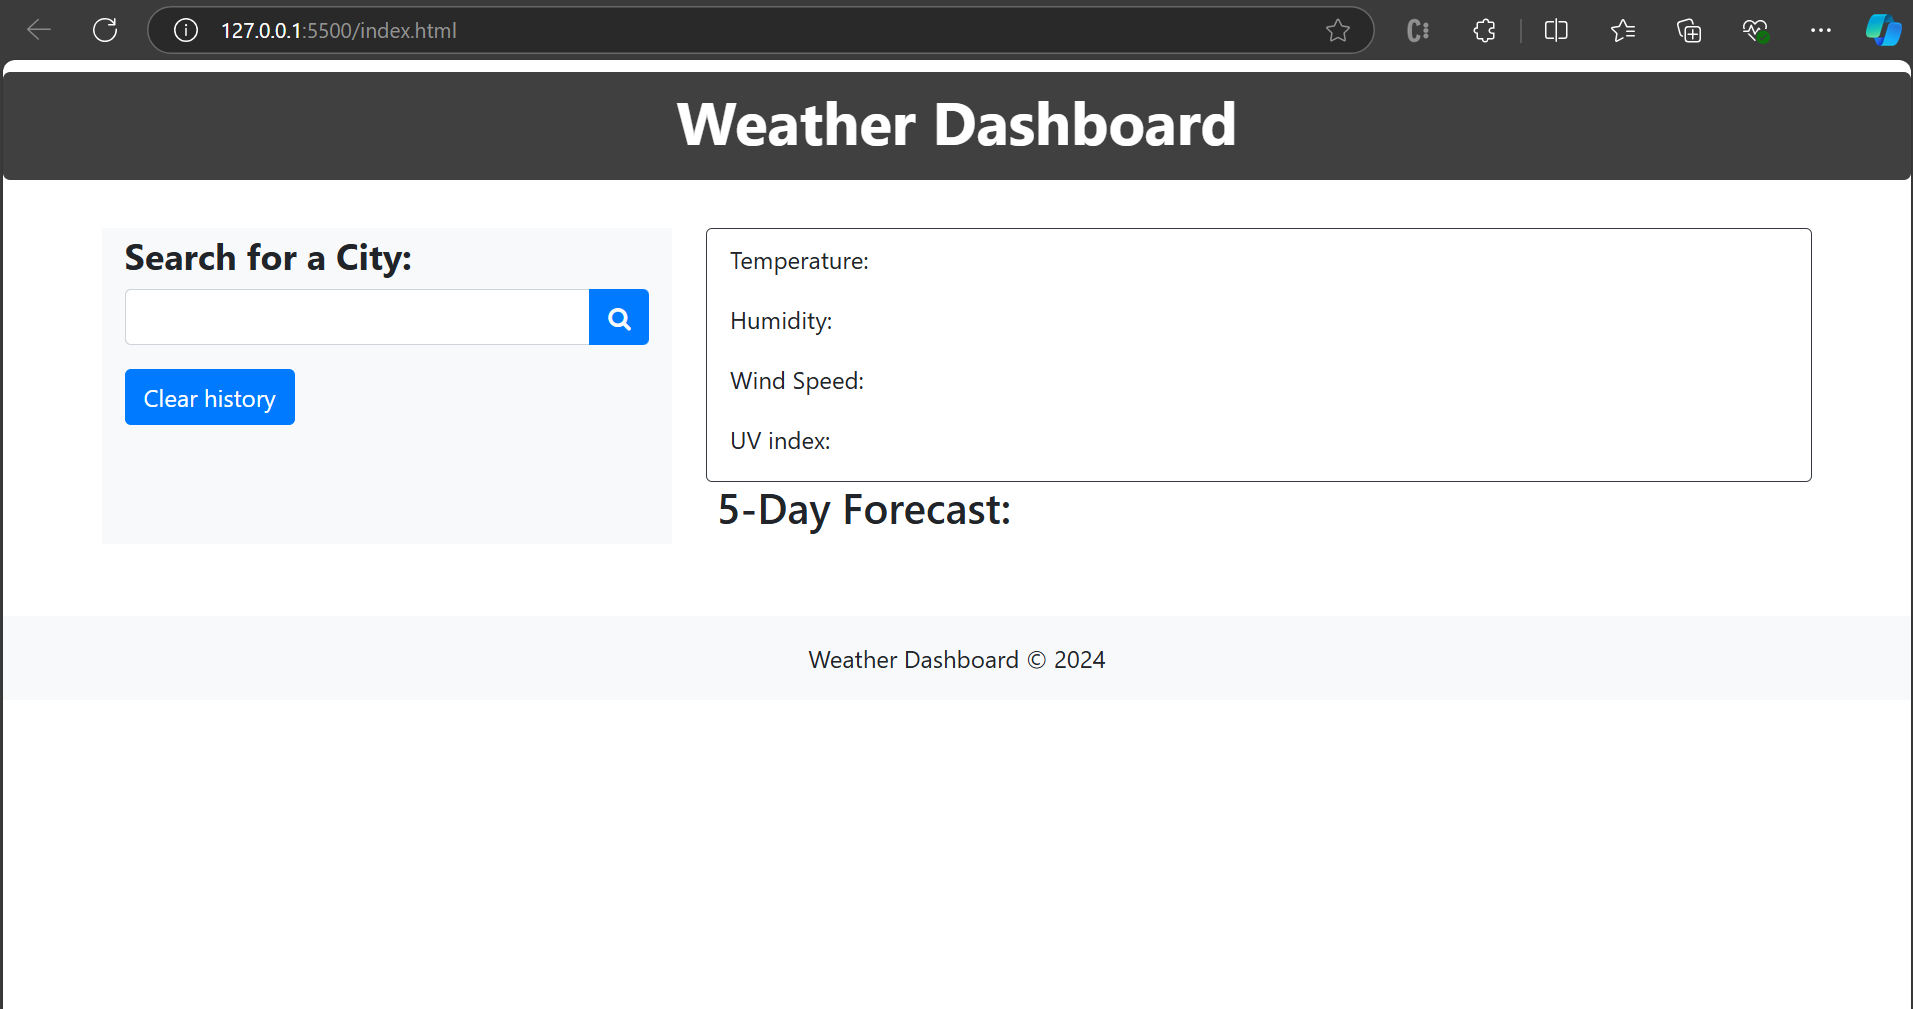 127.0.0.1:5500/index.html
Weather Dashboard
Search for a City:
Clear history
Temperature:
Humidity:
Wind Speed:
UV index:
5-Day Forecast:
Weather Dashboard © 2024